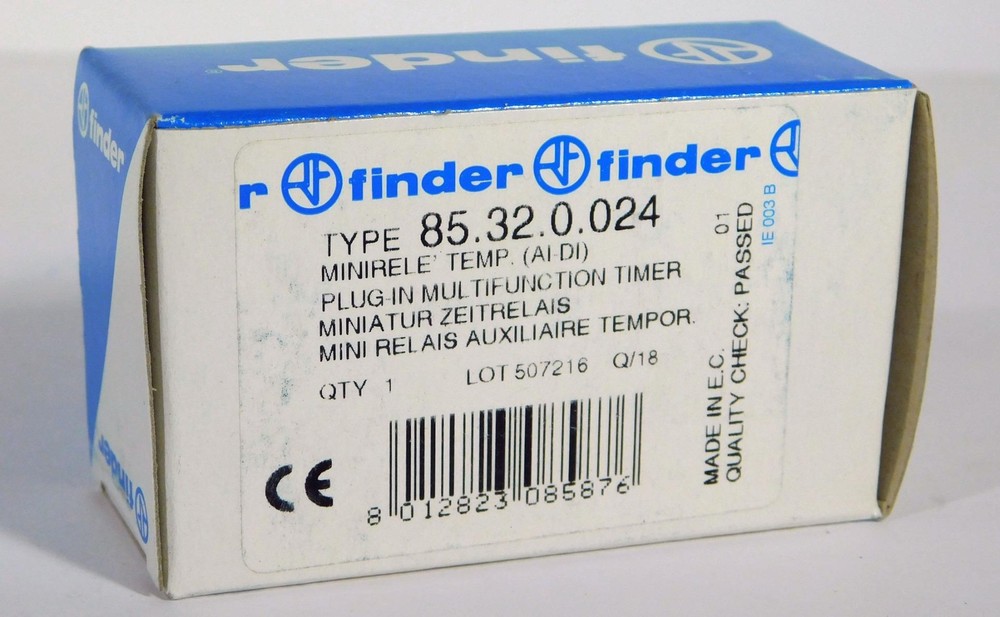 finder
finder
r finder finder
TYPE 85.32.0.024
MINIRELE' TEMP. (AI-DI)
PLUG-IN MULTIFUNCTION TIMER
MINIATUR ZEITRELAIS
MINI RELAIS AUXILIAIRE TEMPOR.
QTY 1 LOT 507216 Q/18
CE
8 012823 085876
MADE IN E.C.
QUALITY CHECK: PASSED
01
IE 003 B
finder